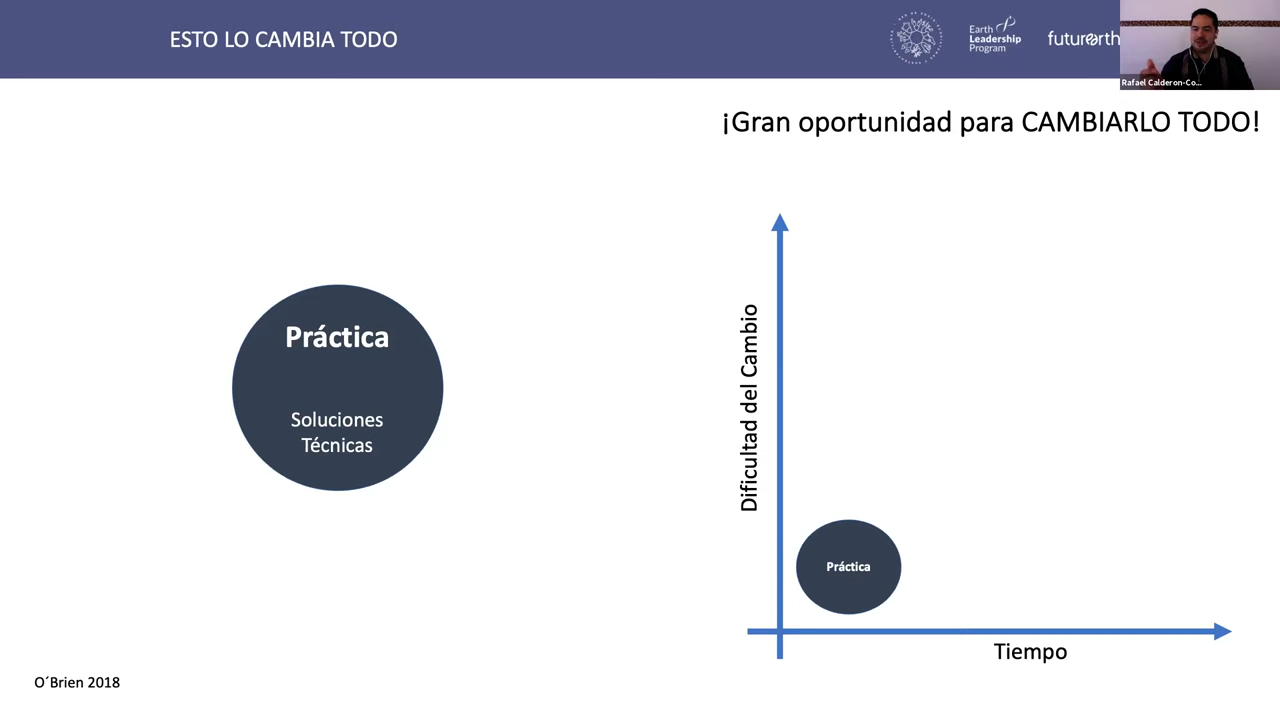 ESTO LO CAMBIA TODO
Earth
Leadership
Program
futurerth
Rafael Calderon-Co...
¡Gran oportunidad para CAMBIARLO TODO!
Práctica
Soluciones
Técnicas
Dificultad del Cambio
Práctica
Tiempo
O´Brien 2018